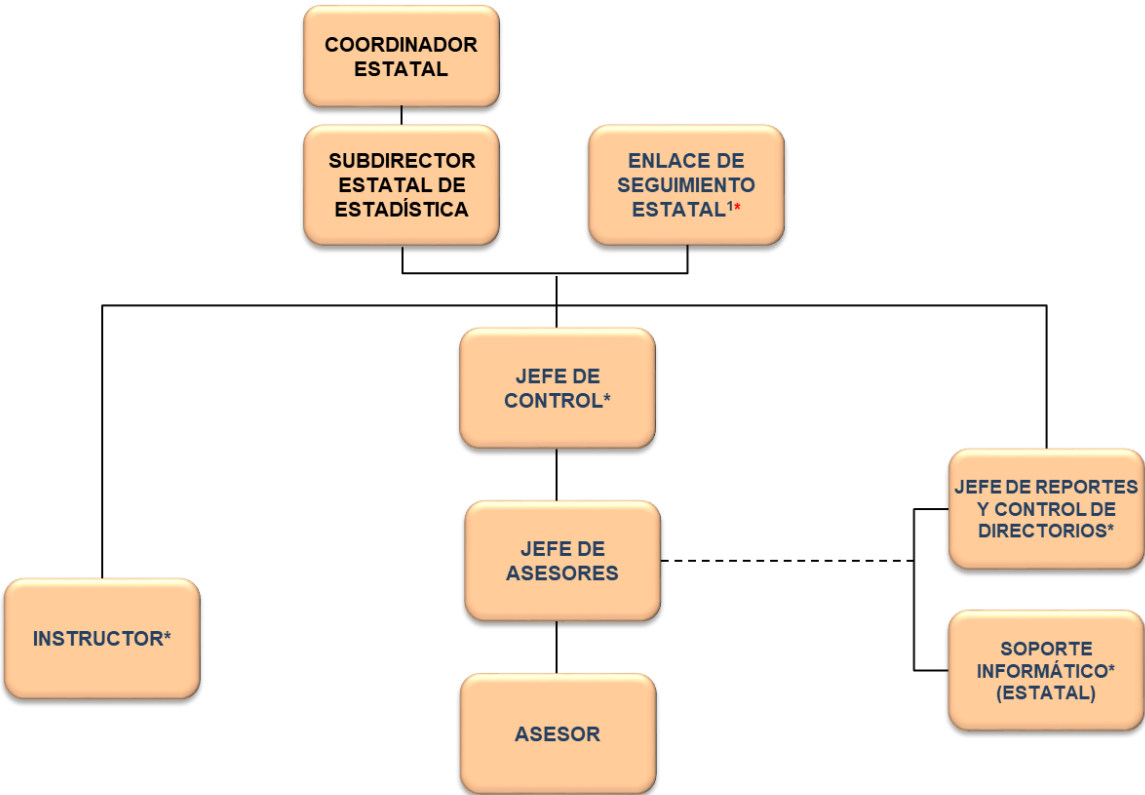 COORDINADOR
ESTATAL
SUBDIRECTOR
ESTATAL DE
ESTADÍSTICA
ENLACE DE
SEGUIMIENTO
ESTATAL¹*
JEFE DE
CONTROL*
JEFE DE REPORTES
Y CONTROL DE
DIRECTORIOS*
JEFE DE
ASESORES
INSTRUCTOR*
SOPORTE
INFORMÁTICO*
(ESTATAL)
ASESOR